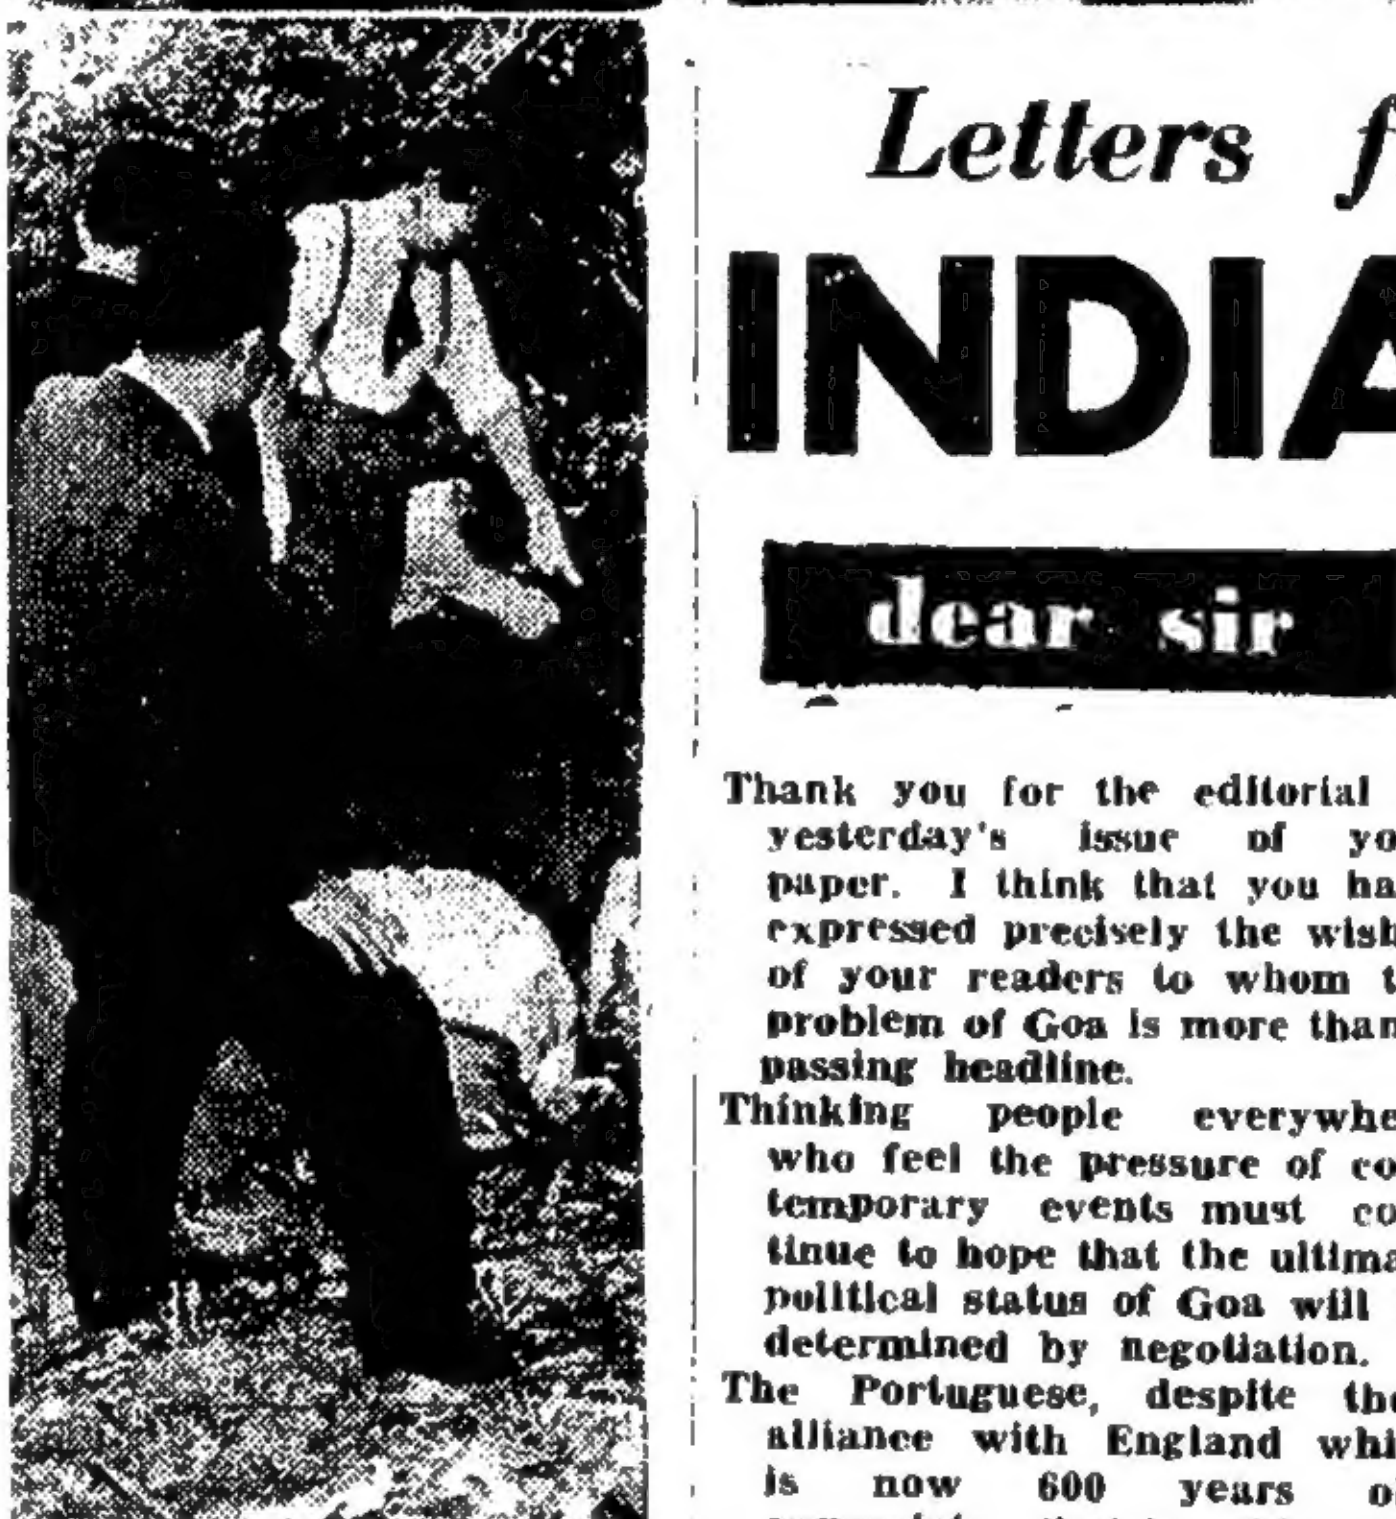 Letters f
INDIA
dear sir
Thank you for the editorial
yesterday's issue of yo
paper. I think that you ha
expressed precisely the wish
of your readers to whom t
problem of Goa is more than
passing headline.
Thinking people everywhe
who feel the pressure of co
temporary events must co
tinue to hope that the ultima
political status of Goa will
determined by negotiation.
The Portuguese, despite the
alliance with England whi
is now 600 years o